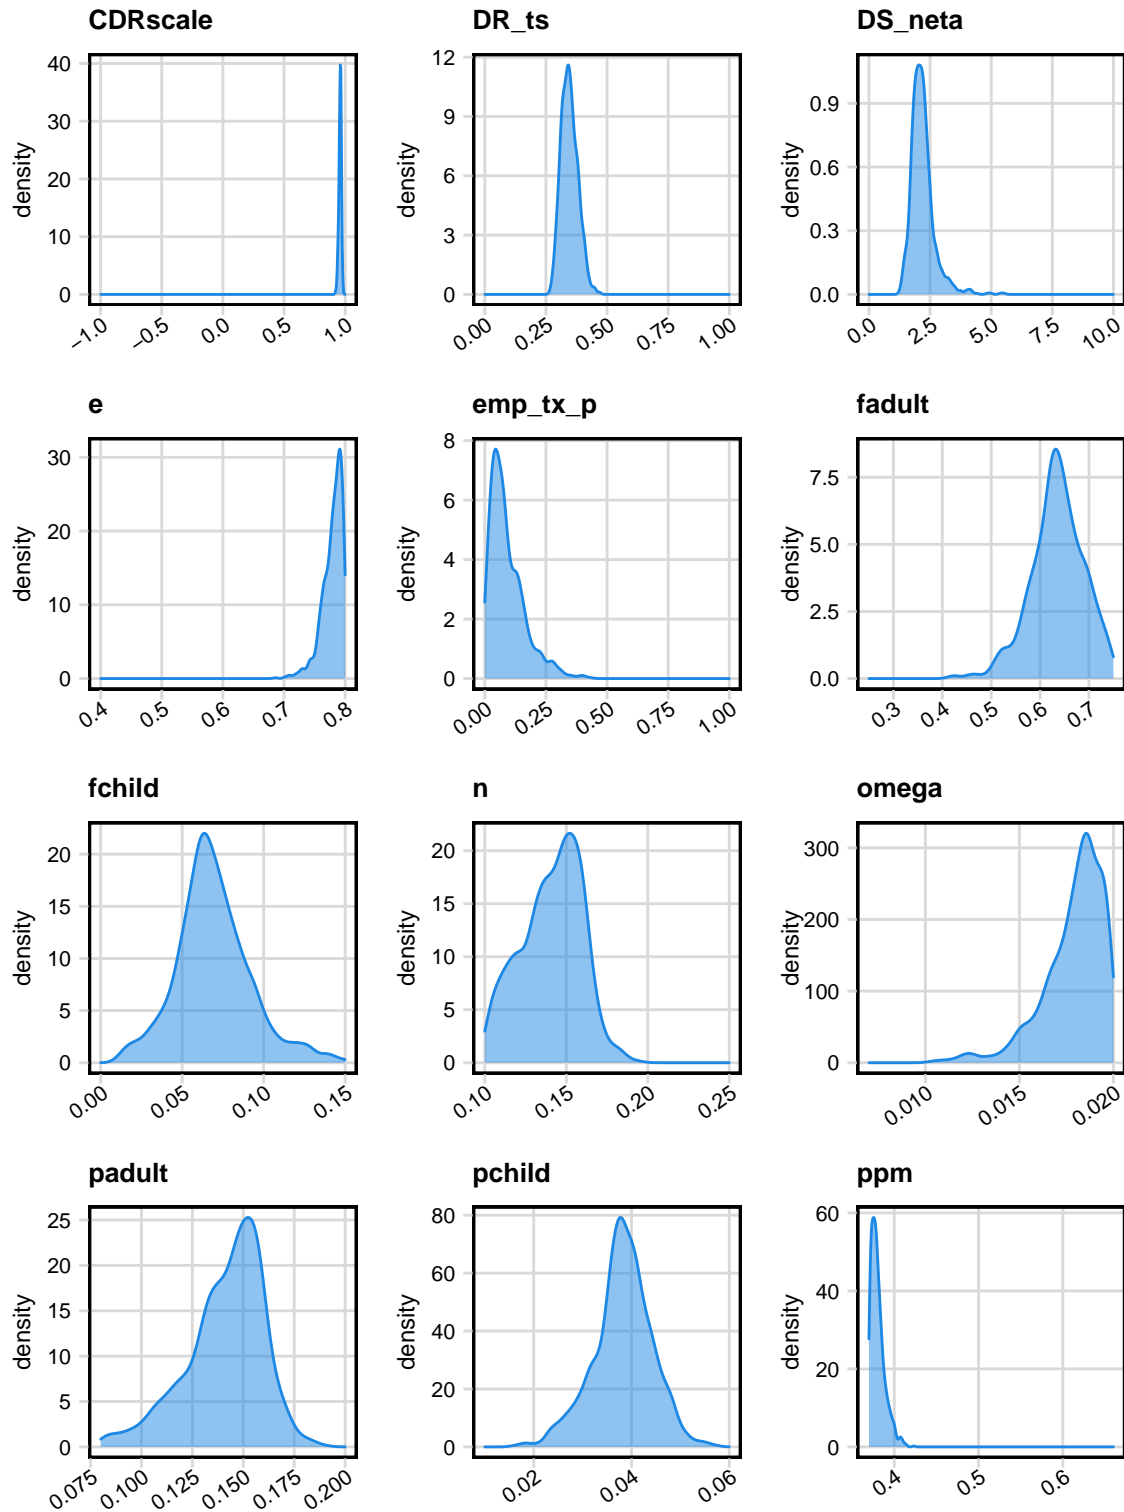 CDRscale DR_ts DS_neta
density 40 30 20 10 0
−1.0 −0.5 0.0 0.5 1.0
density 12 9 6 3 0
0.00 0.25 0.50 0.75 1.00
density 0.9 0.6 0.3 0.0
0.0 2.5 5.0 7.5 10.0
e emp_tx_p fadult
density 30 20 10 0
0.4 0.5 0.6 0.7 0.8
density 8 6 4 2 0
0.00 0.25 0.50 0.75 1.00
density 7.5 5.0 2.5 0.0
0.3 0.4 0.5 0.6 0.7
fchild n omega
density 20 15 10 5 0
0.00 0.05 0.10 0.15
density 20 15 10 5 0
0.10 0.15 0.20 0.25
density 300 200 100 0
0.010 0.015 0.020
padult pchild ppm
density 25 20 15 10 5 0
0.075 0.100 0.125 0.150 0.175 0.200
density 80 60 40 20 0
0.02 0.04 0.06
density 60 40 20 0
0.4 0.5 0.6